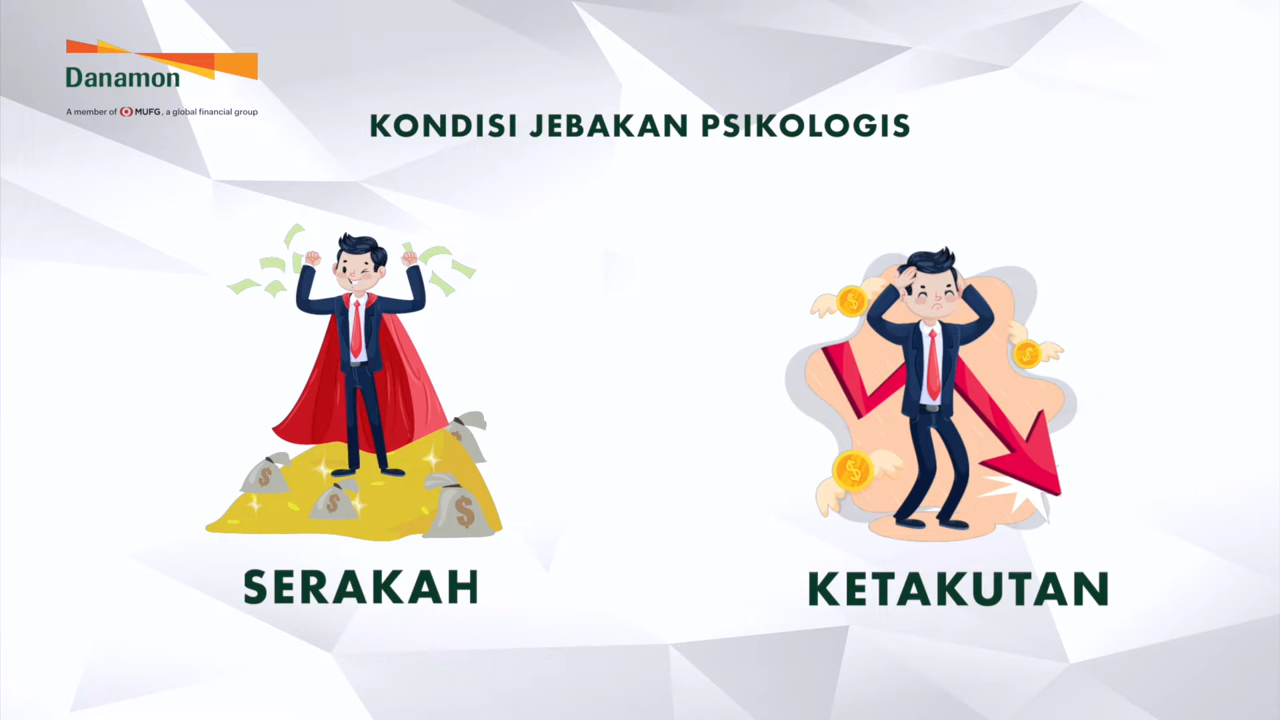 Danamon
A member of MUFG, a global financial group
KONDISI JEBAKAN PSIKOLOGIS
$
$
$
$
$
$
SERAKAH
KETAKUTAN